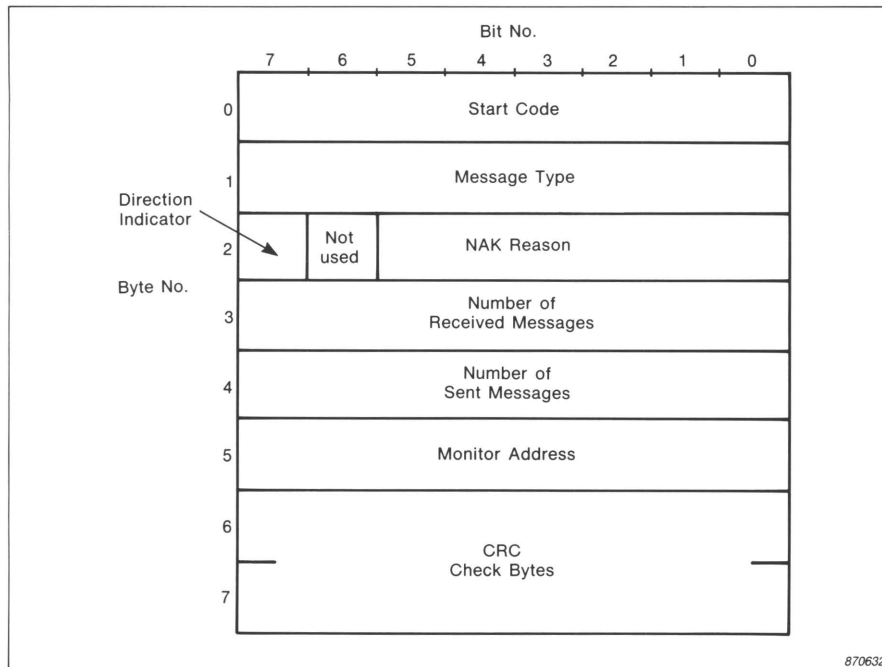 Bit No.
7 6 5 4 3 2 1 0
0 Start Code
1 Message Type
Direction
Indicator
2 Not
used
NAK Reason
Byte No.
3 Number of
Received Messages
4 Number of
Sent Messages
5 Monitor Address
6
CRC
Check Bytes
7
870632